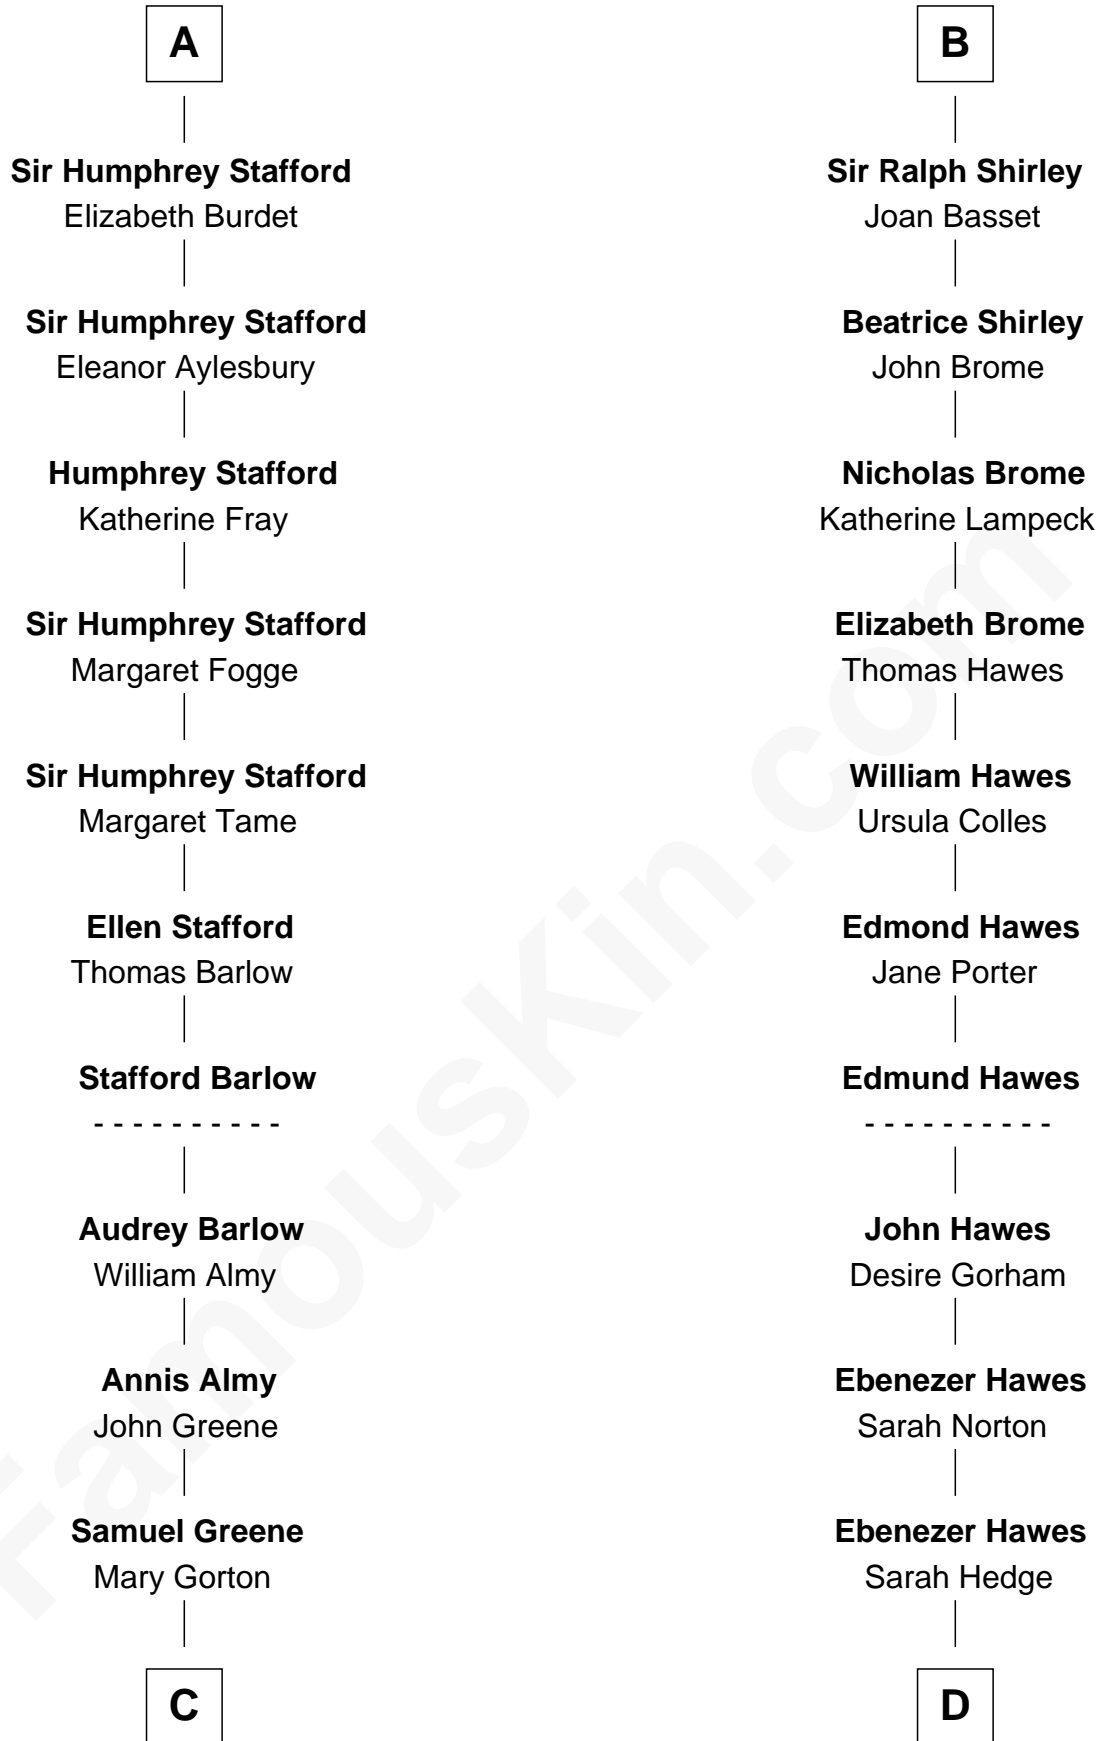 A
Sir Humphrey Stafford
Elizabeth Burdet
Sir Humphrey Stafford
Eleanor Aylesbury
Humphrey Stafford
Katherine Fray
Sir Humphrey Stafford
Margaret Fogge
Sir Humphrey Stafford
Margaret Tame
Ellen Stafford
Thomas Barlow
Stafford Barlow
- - - - - - - - - -
Audrey Barlow
William Almy
Annis Almy
John Greene
Samuel Greene
Mary Gorton
C
B
Sir Ralph Shirley
Joan Basset
Beatrice Shirley
John Brome
Nicholas Brome
Katherine Lampeck
Elizabeth Brome
Thomas Hawes
William Hawes
Ursula Colles
Edmond Hawes
Jane Porter
Edmund Hawes
- - - - - - - - - -
John Hawes
Desire Gorham
Ebenezer Hawes
Sarah Norton
Ebenezer Hawes
Sarah Hedge
D
FamousKin.com